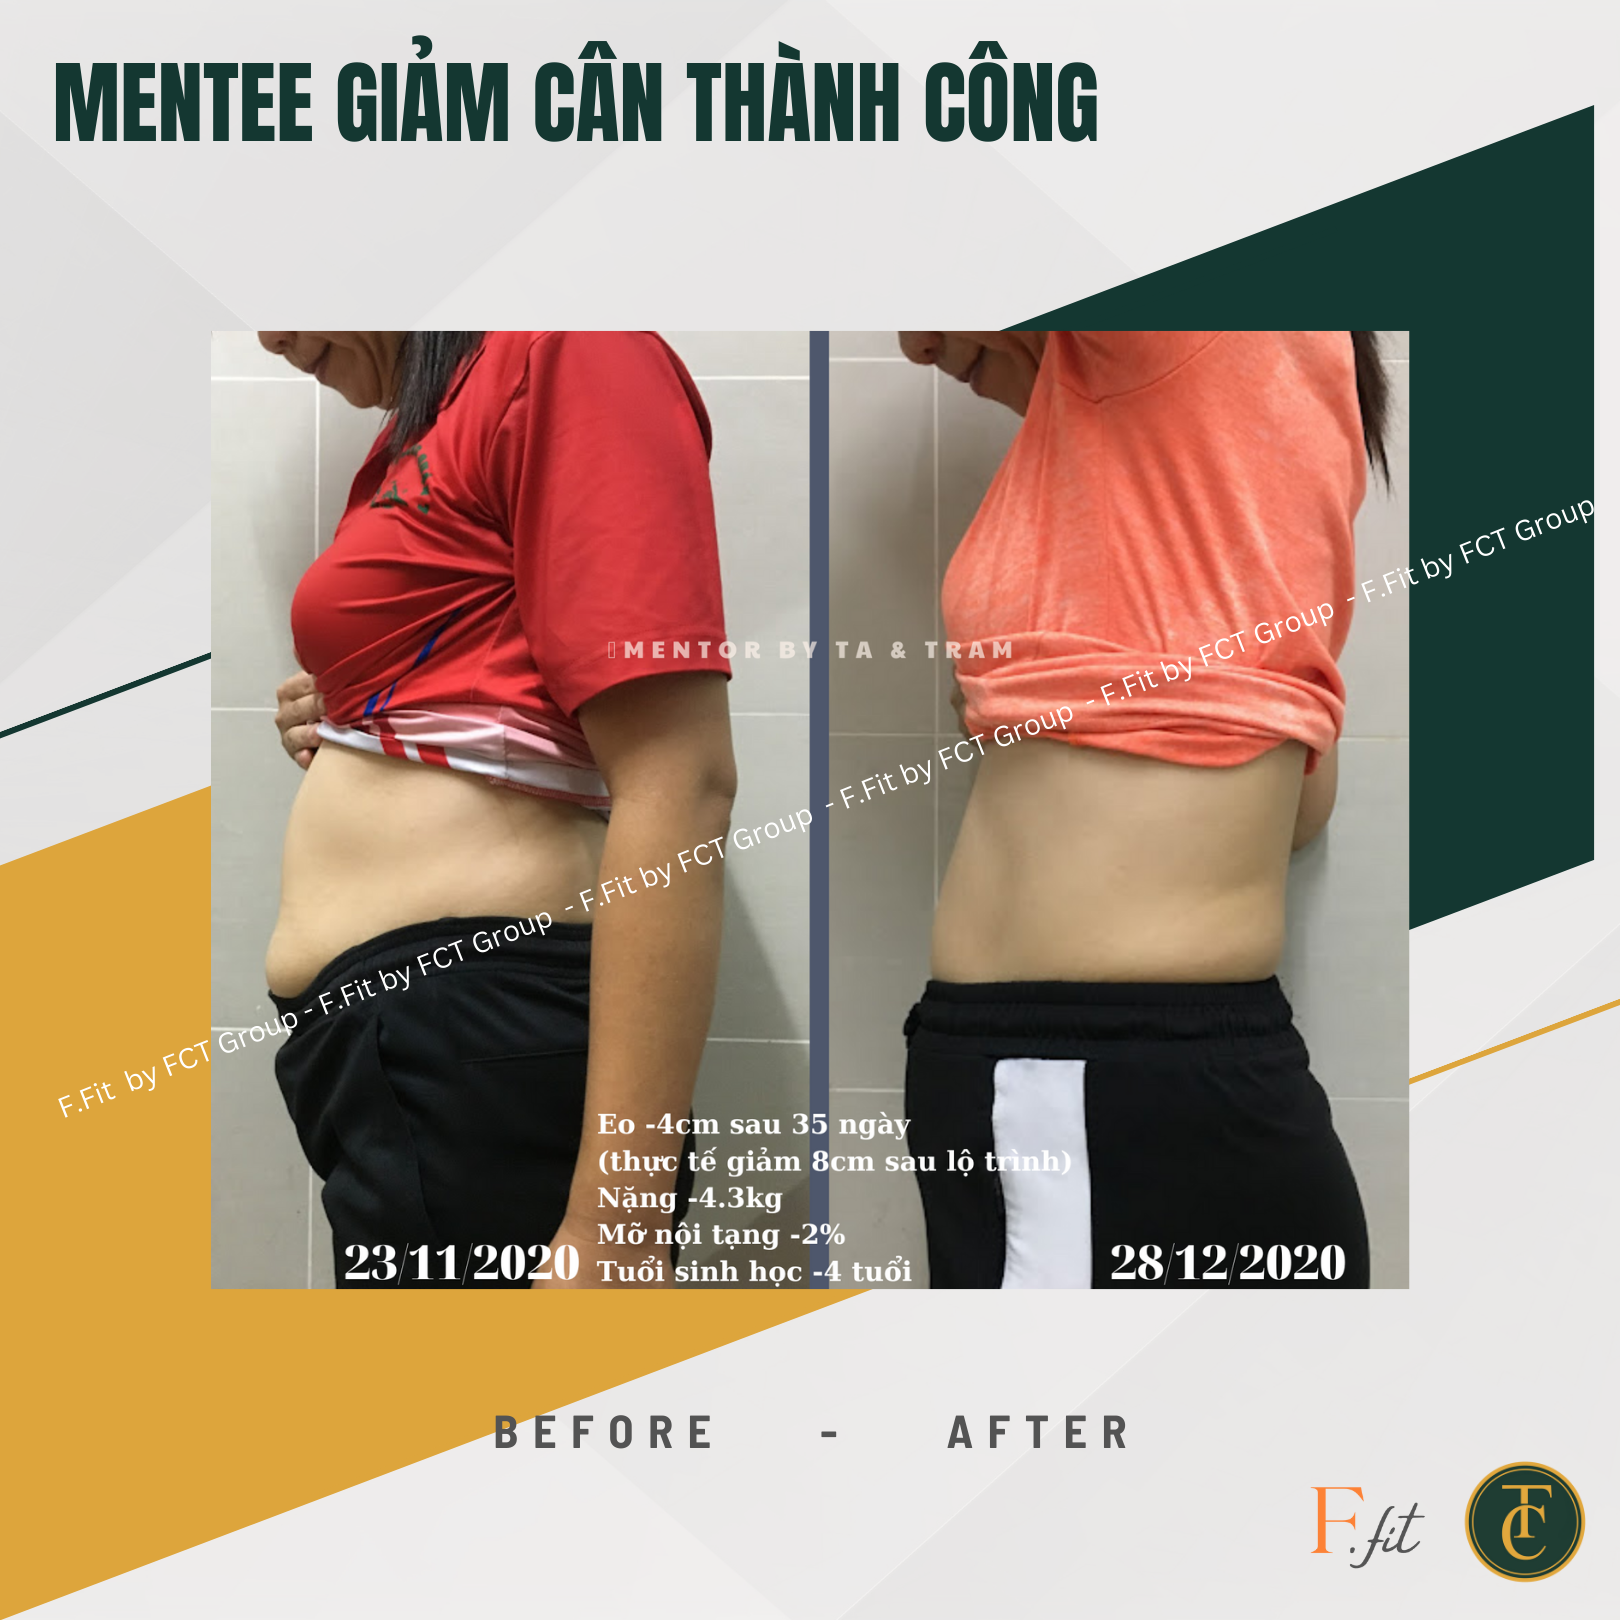 MENTEE GIẢM CÂN THÀNH CÔNG
MENTOR BY TA & TRAM
F.Fit by FCT Group - F.Fit by FCT Group - F.Fit by FCT Group - F.Fit by FCT Group - F.Fit by FCT Group - F.Fit by FCT Group
Eo -4cm sau 35 ngày
(thực tế giảm 8cm sau lộ trình)
Nặng -4.3kg
Mỡ nội tạng -2%
Tuổi sinh học -4 tuổi
23/11/2020
28/12/2020
BEFORE - AFTER
F.fit